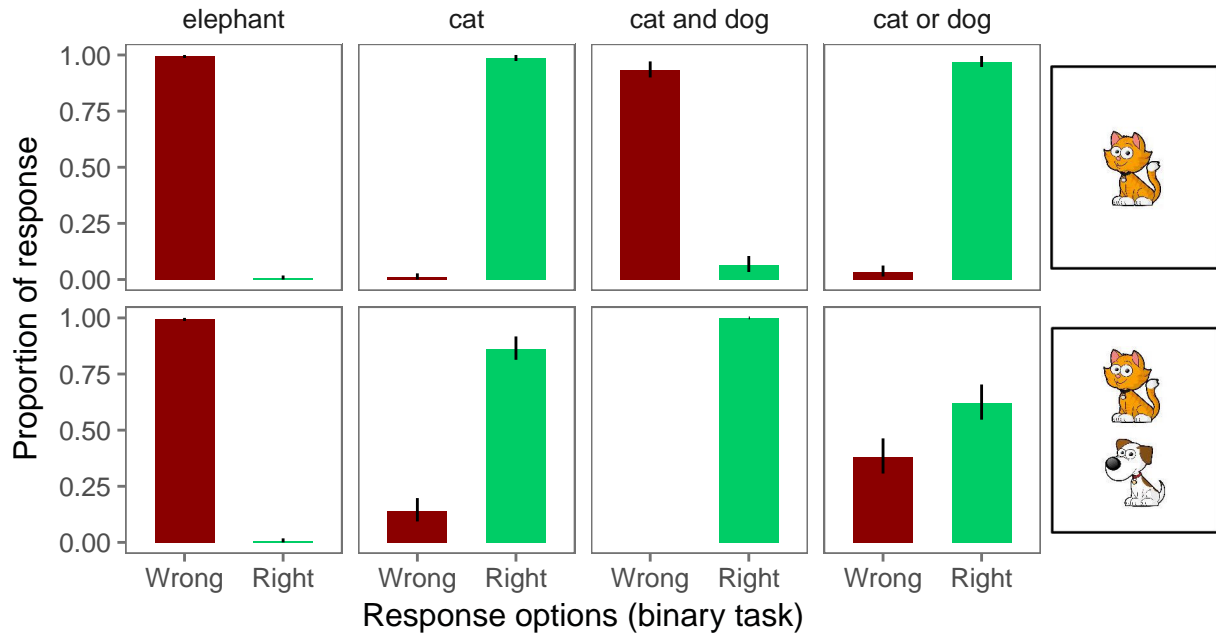 elephant cat cat and dog cat or dog
Proportion of response
1.00
0.75
0.50
0.25
0.00
1.00
0.75
0.50
0.25
0.00
Wrong Right Wrong Right Wrong Right Wrong Right
Response options (binary task)